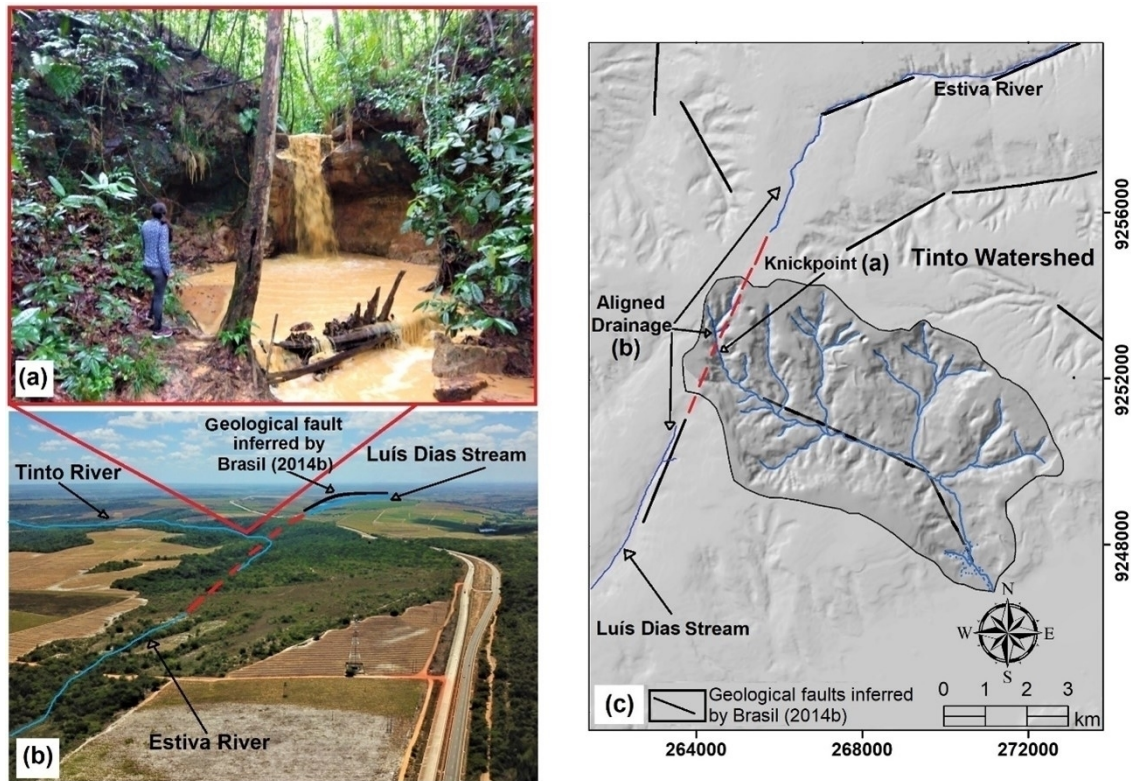 (a)
Geological fault
inferred by
Brasil (2014b)
Luís Dias Stream
Tinto River
Estiva River
(b)
Estiva River
Knickpoint (a)
Tinto Watershed
Aligned
Drainage
(b)
Luís Dias Stream
N
W E
S
(c)
Geological faults inferred
by Brasil (2014b)
0 1 2 3
km
9256000
9252000
9248000
264000 268000 272000